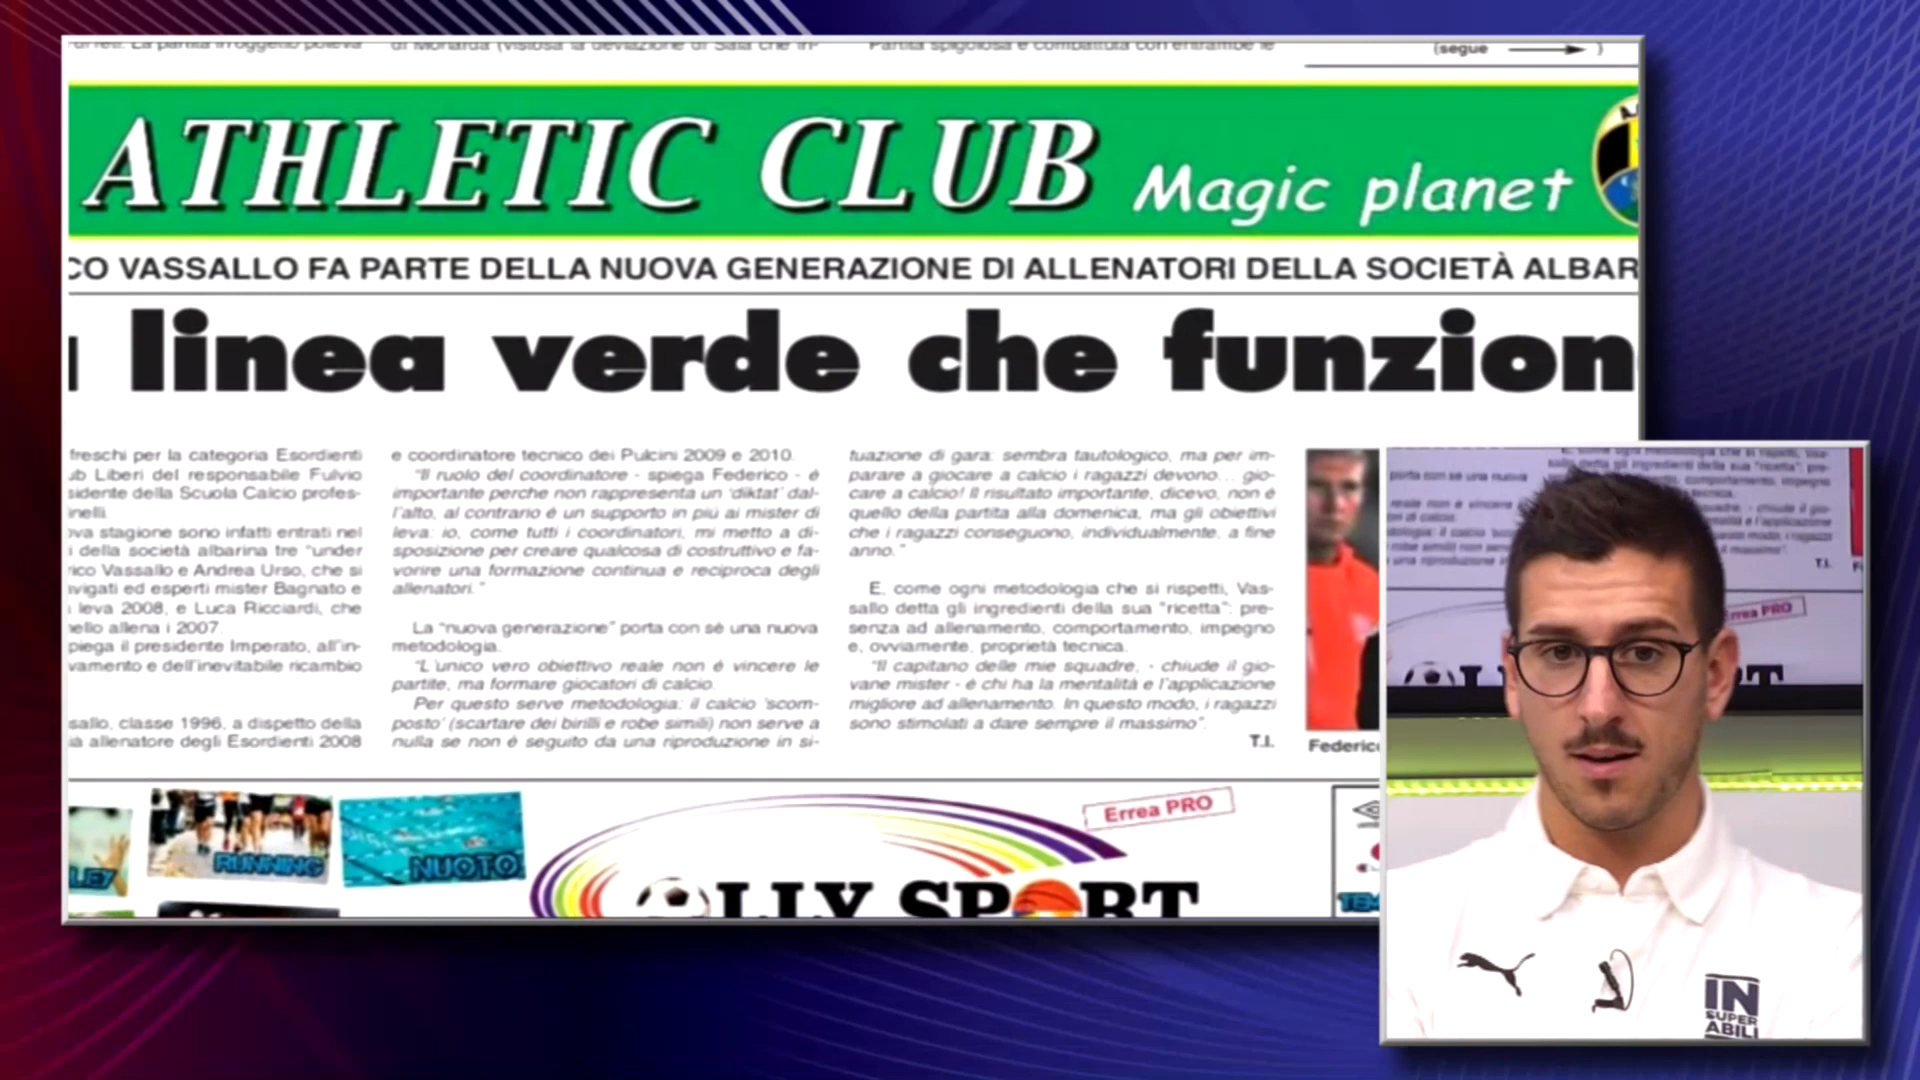 (segue )
ATHLETIC CLUB Magic planet
CO VASSALLO FA PARTE DELLA NUOVA GENERAZIONE DI ALLENATORI DELLA SOCIETÀ ALBAR
linea verde che funzion
freschi per la categoria Esordienti
ub Liberi del responsabile Fulvio
sidente della Scuola Calcio profes-
inelli.
ova stagione sono infatti entrati nel
i della società albarina tre "under
rico Vassallo e Andrea Urso, che si
avigati ed esperti mister Bagnato e
leva 2008, e Luca Ricciardi, che
ello allena i 2007.
piega il presidente Imperato, all'in-
vamento e dell'inevitabile ricambio
sallo, classe 1996, a dispetto della
ia allenatore degli Esordienti 2008
e coordinatore tecnico dei Pulcini 2009 e 2010.
"Il ruolo del coordinatore - spiega Federico - è
importante perche non rappresenta un 'diktat' dal-
l'alto, al contrario è un supporto in più ai mister di
leva: io, come tutti i coordinatori, mi metto a di-
sposizione per creare qualcosa di costruttivo e fa-
vorire una formazione continua e reciproca degli
allenatori."
La "nuova generazione" porta con sè una nuova
metodologia.
"L'unico vero obiettivo reale non è vincere le
partite, ma formare giocatori di calcio.
Per questo serve metodologia: il calcio 'scom-
posto' (scartare dei birilli e robe simili) non serve a
nulla se non è seguito da una riproduzione in si-
tuazione di gara: sembra tautologico, ma per im-
parare a giocare a calcio i ragazzi devono... gio-
care a calcio! Il risultato importante, dicevo, non è
quello della partita alla domenica, ma gli obiettivi
che i ragazzi conseguono, individualmente, a fine
anno."
E, come ogni metodologia che si rispetti, Vas-
sallo detta gli ingredienti della sua "ricetta": pre-
senza ad allenamento, comportamento, impegno
e, ovviamente, proprietà tecnica.
"Il capitano delle mie squadre, - chiude il gio-
vane mister - è chi ha la mentalità e l'applicazione
migliore ad allenamento. In questo modo, i ragazzi
sono stimolati a dare sempre il massimo".
T.I.
Federico
LEY
RUNNING
NUOTO
OLLY SPORT
Errea PRO
IN
SUPER
ABILI